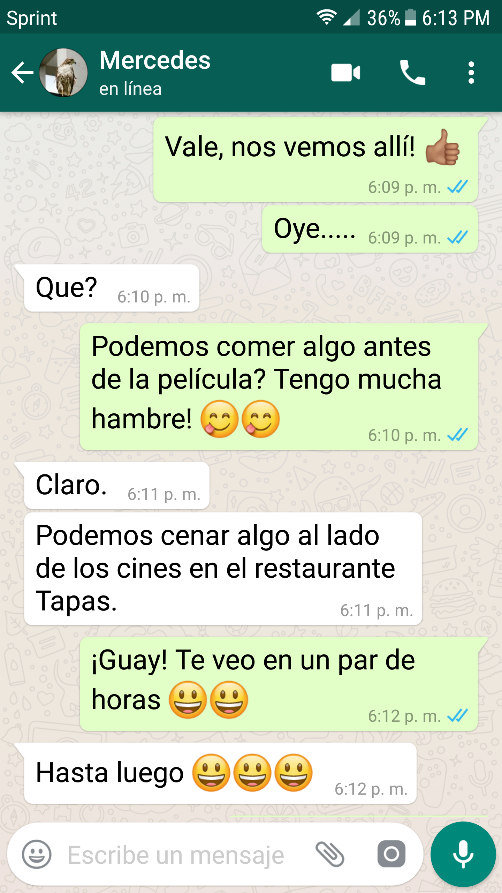 Sprint 36% 6:13 PM
Mercedes
en línea
Vale, nos vemos allí! 👍🏽
6:09 p. m.
Oye..... 6:09 p. m.
Que? 6:10 p. m.
Podemos comer algo antes
de la película? Tengo mucha
hambre! 😋😋
6:10 p. m.
Claro. 6:11 p. m.
Podemos cenar algo al lado
de los cines en el restaurante
Tapas.
6:11 p. m.
¡Guay! Te veo en un par de
horas 😃😃
6:12 p. m.
Hasta luego 😃😃😃
6:12 p. m.
Escribe un mensaje